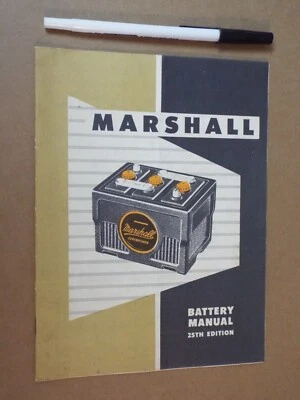 MARSHALL
Marshall
BATTERY
MANUAL
25TH EDITION